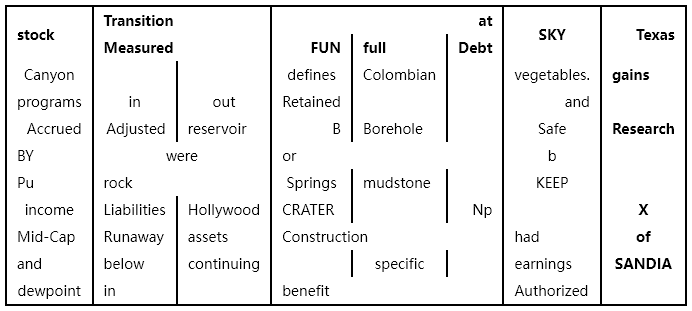 stock Transition at SKY Texas
Measured FUN full Debt
Canyon defines Colombian vegetables. gains
programs in out Retained and
Accrued Adjusted reservoir B Borehole Safe Research
BY were or b
Pu rock Springs mudstone KEEP
income Liabilities Hollywood CRATER Np X
Mid-Cap Runaway assets Construction had of
and below continuing specific earnings SANDIA
dewpoint in benefit Authorized